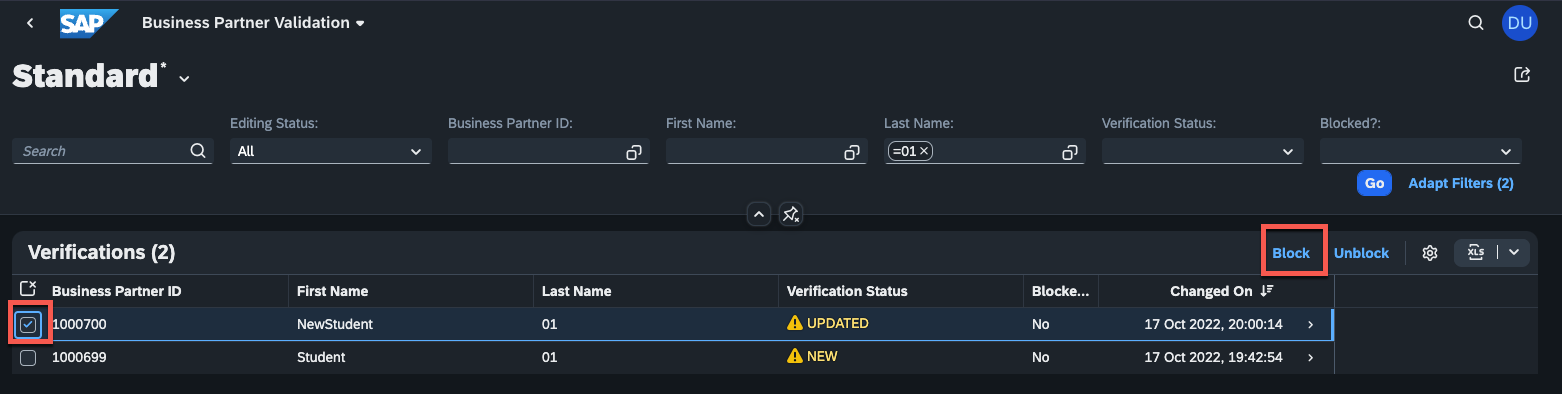 SAP Business Partner Validation DU
Standard*
Editing Status: Business Partner ID: First Name: Last Name: Verification Status: Blocked?:
Search All =01
Go Adapt Filters (2)
Verifications (2) Block Unblock XLS
Business Partner ID First Name Last Name Verification Status Blocke... Changed On
1000700 NewStudent 01 UPDATED No 17 Oct 2022, 20:00:14
1000699 Student 01 NEW No 17 Oct 2022, 19:42:54